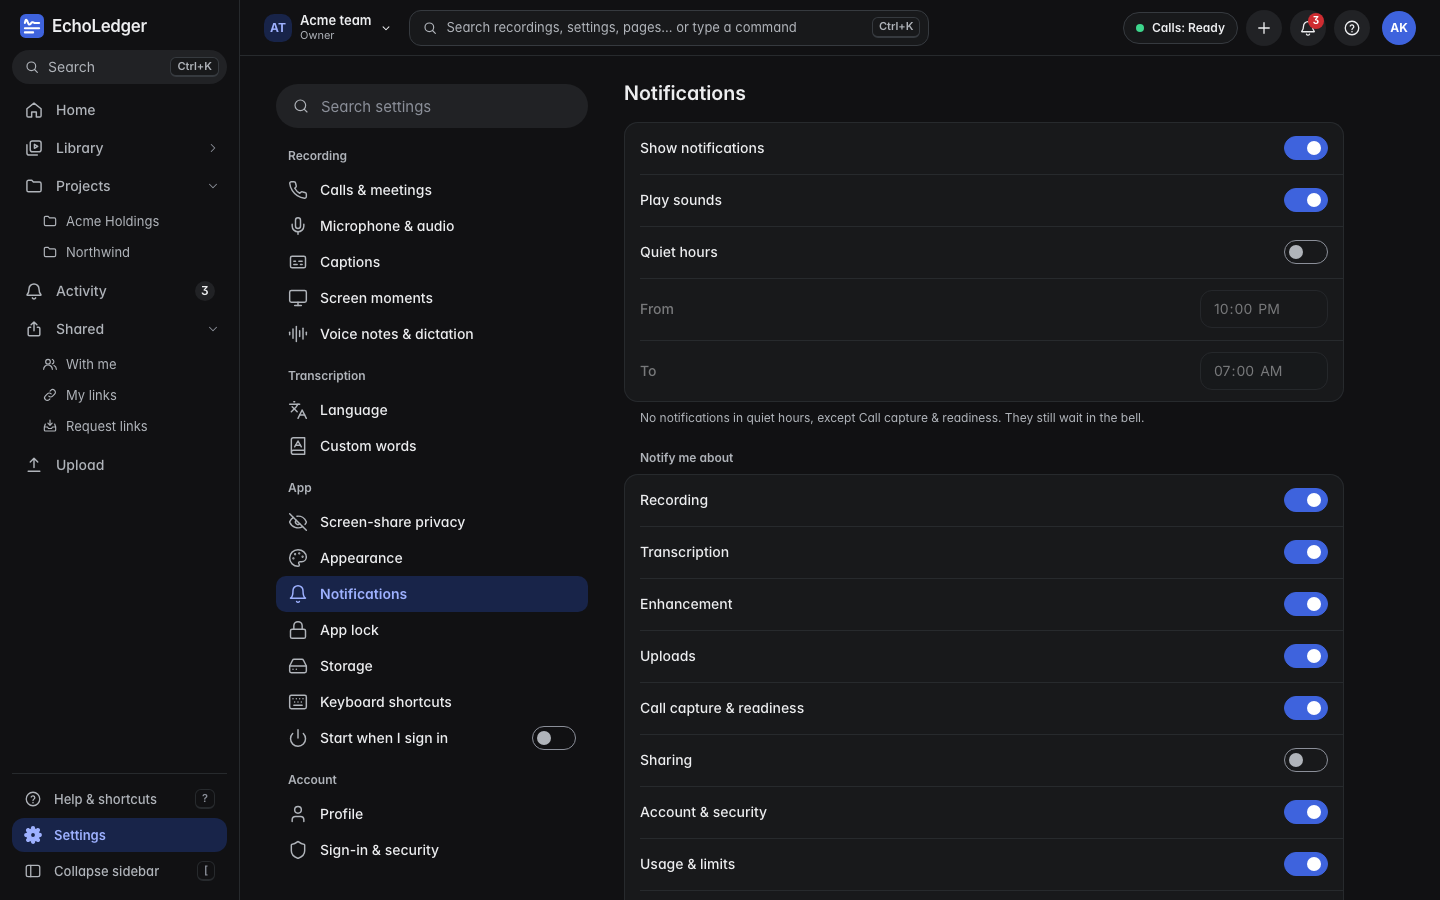 EchoLedger
Search Ctrl+K
Home
Library
Projects
Acme Holdings
Northwind
Activity 3
Shared
With me
My links
Request links
Upload
Help & shortcuts ?
Settings
Collapse sidebar [
AT Acme team
Owner
Search recordings, settings, pages... or type a command Ctrl+K
Calls: Ready
3
AK
Search settings
Recording
Calls & meetings
Microphone & audio
Captions
Screen moments
Voice notes & dictation
Transcription
Language
Custom words
App
Screen-share privacy
Appearance
Notifications
App lock
Storage
Keyboard shortcuts
Start when I sign in
Account
Profile
Sign-in & security
Notifications
Show notifications
Play sounds
Quiet hours
From 10:00 PM
To 07:00 AM
No notifications in quiet hours, except Call capture & readiness. They still wait in the bell.
Notify me about
Recording
Transcription
Enhancement
Uploads
Call capture & readiness
Sharing
Account & security
Usage & limits